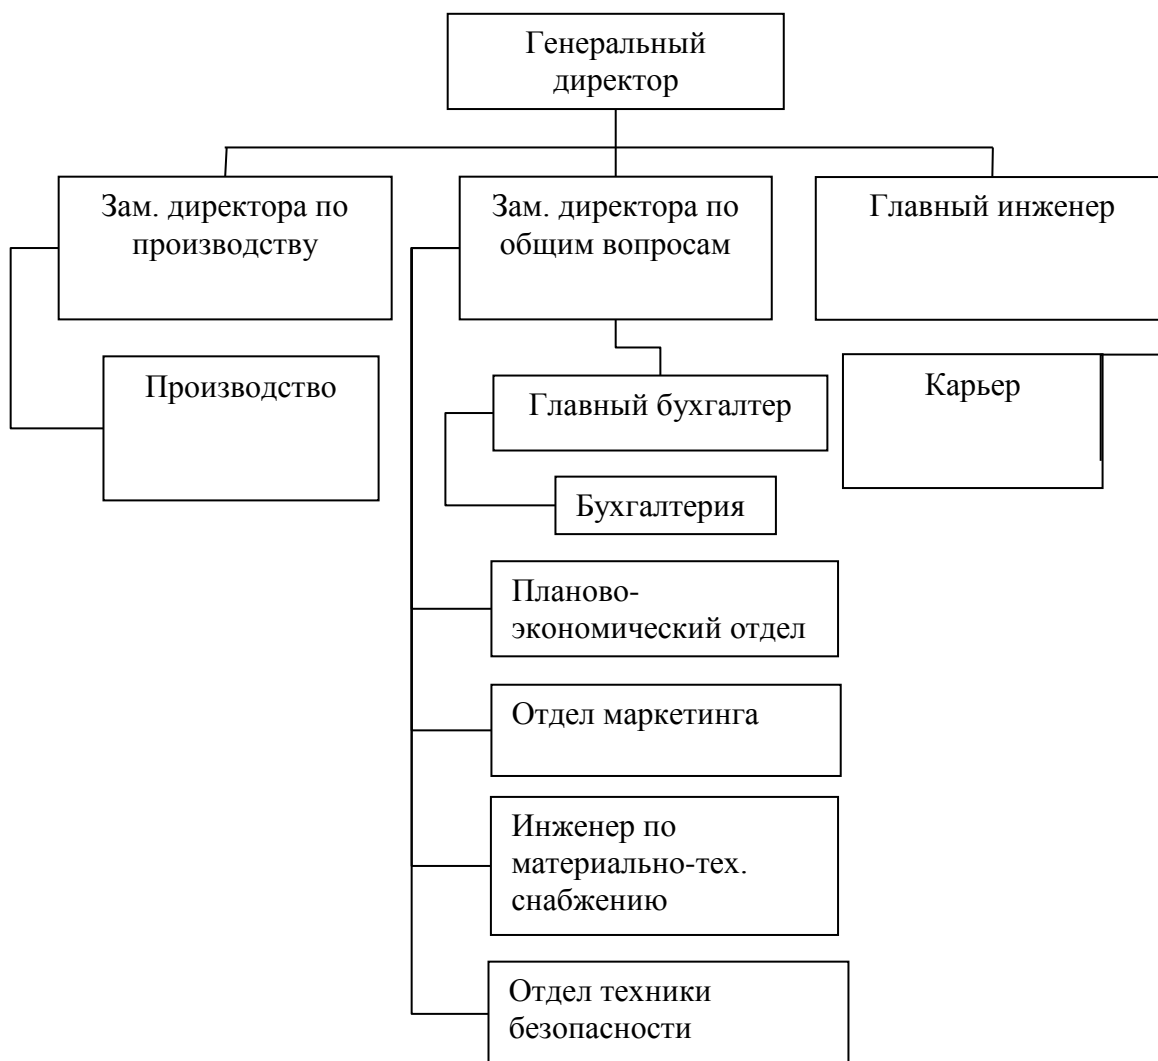 Генеральный
директор
Зам. директора по
производству
Зам. директора по
общим вопросам
Главный инженер
Производство
Главный бухгалтер
Карьер
Бухгалтерия
Планово-
экономический отдел
Отдел маркетинга
Инженер по
материально-тех.
снабжению
Отдел техники
безопасности